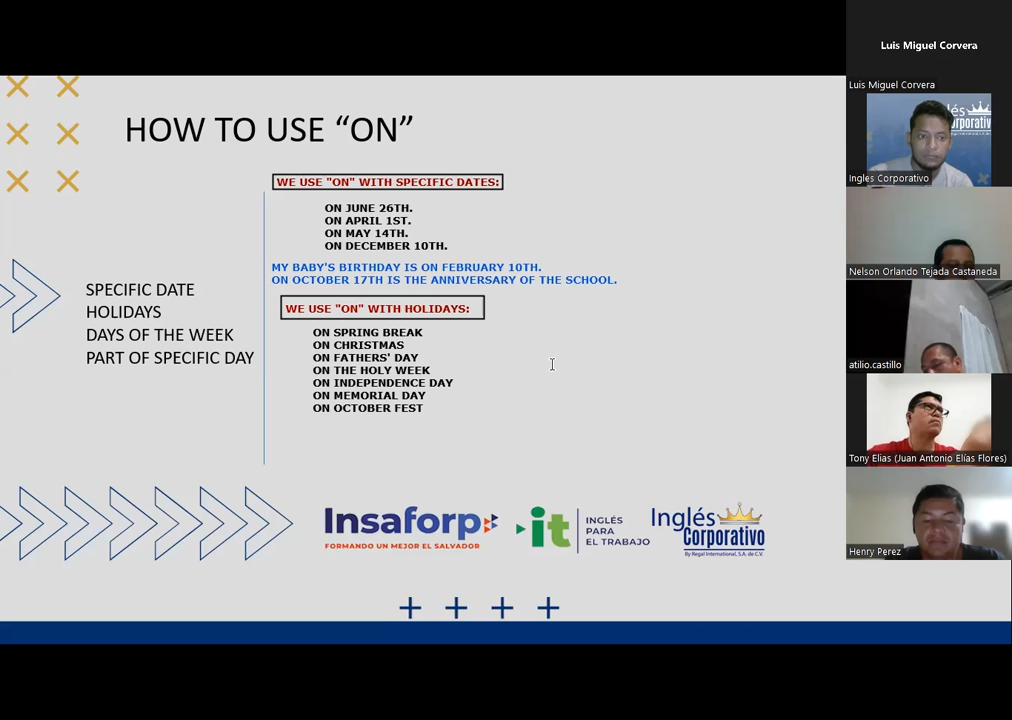 HOW TO USE “ON”
SPECIFIC DATE
HOLIDAYS
DAYS OF THE WEEK
PART OF SPECIFIC DAY
WE USE "ON" WITH SPECIFIC DATES:
ON JUNE 26TH.
ON APRIL 1ST.
ON MAY 14TH.
ON DECEMBER 10TH.
MY BABY'S BIRTHDAY IS ON FEBRUARY 10TH.
ON OCTOBER 17TH IS THE ANNIVERSARY OF THE SCHOOL.
WE USE "ON" WITH HOLIDAYS:
ON SPRING BREAK
ON CHRISTMAS
ON FATHERS' DAY
ON THE HOLY WEEK
ON INDEPENDENCE DAY
ON MEMORIAL DAY
ON OCTOBER FEST
Insaforp
FORMANDO UN MEJOR EL SALVADOR
it
INGLÉS
PARA
EL TRABAJO
Inglés
Corporativo
By Regal International, S.A. de C.V.
Luis Miguel Corvera
Luis Miguel Corvera
Ingles Corporativo
Nelson Orlando Tejada Castaneda
atilio.castillo
Tony Elias (Juan Antonio Elías Flores)
Henry Perez